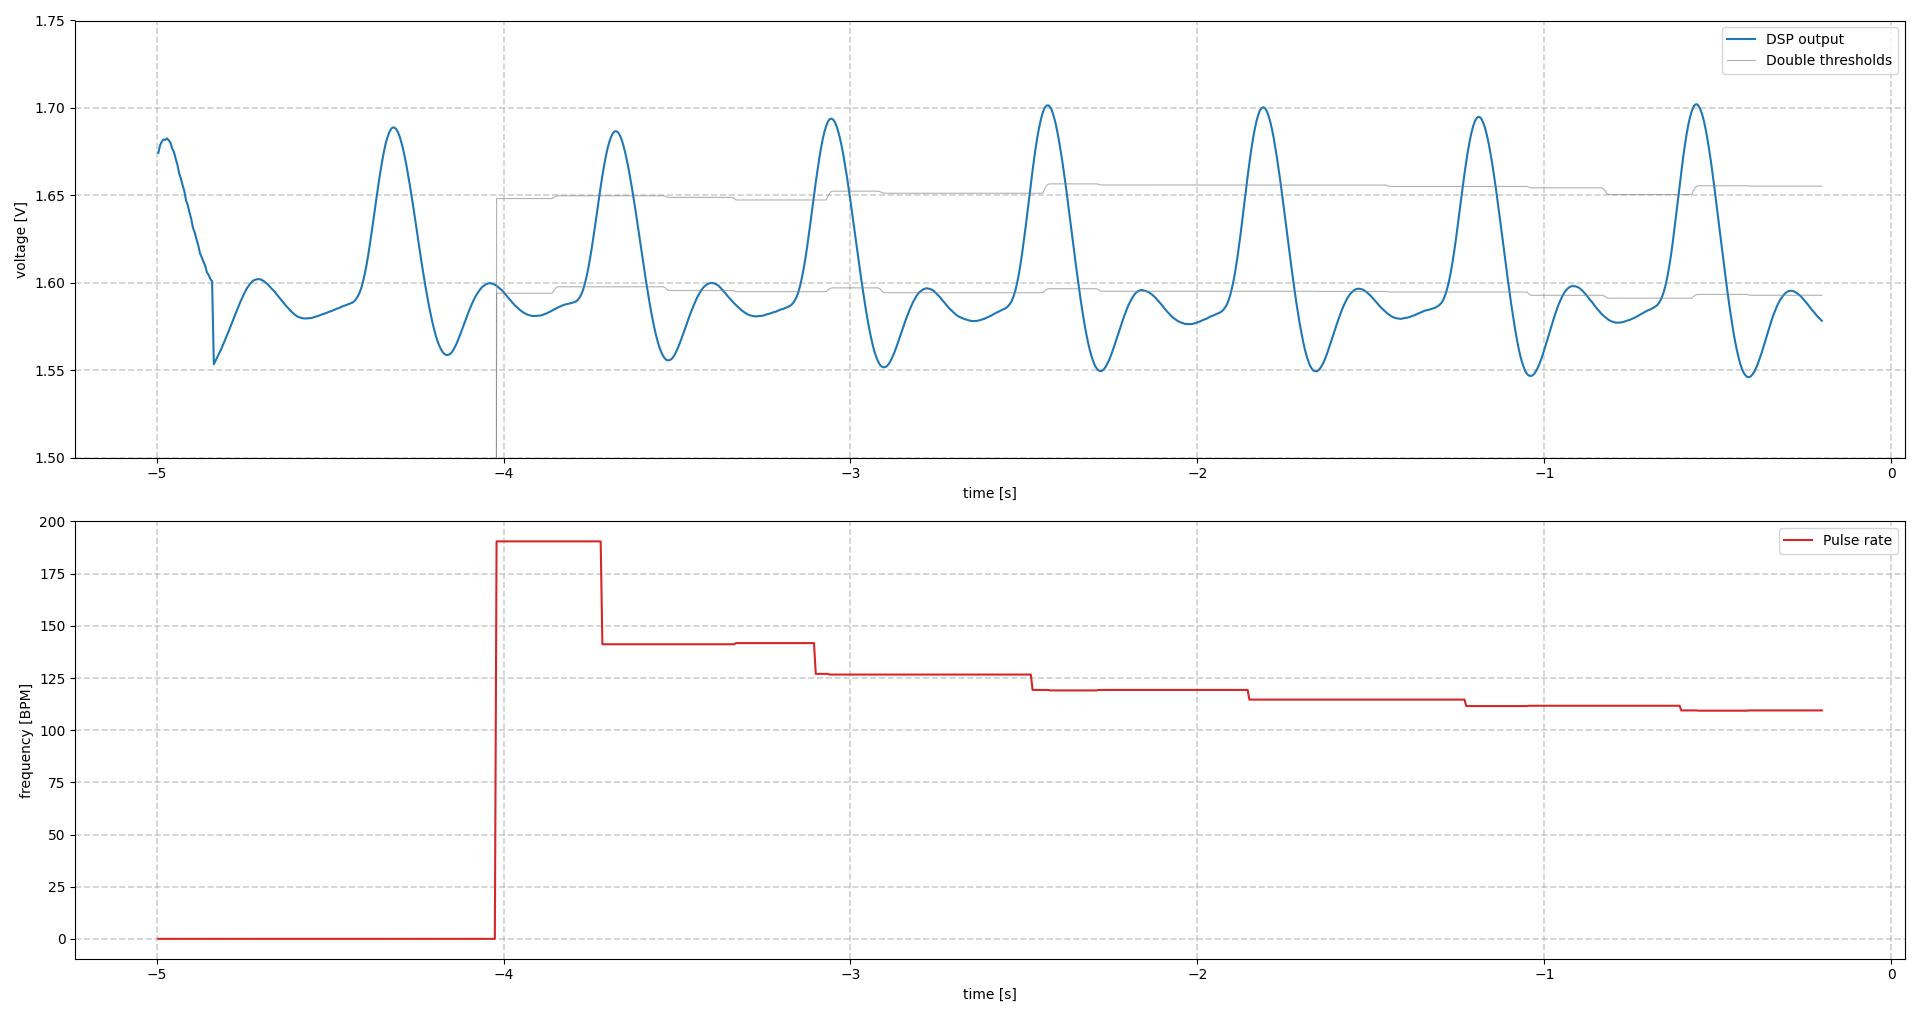 1.75
1.70
1.65
1.60
1.55
1.50
voltage [V]
DSP output
Double thresholds
−5 −4 −3 −2 −1 0
time [s]
200
175
150
125
100
75
50
25
0
frequency [BPM]
Pulse rate
−5 −4 −3 −2 −1 0
time [s]